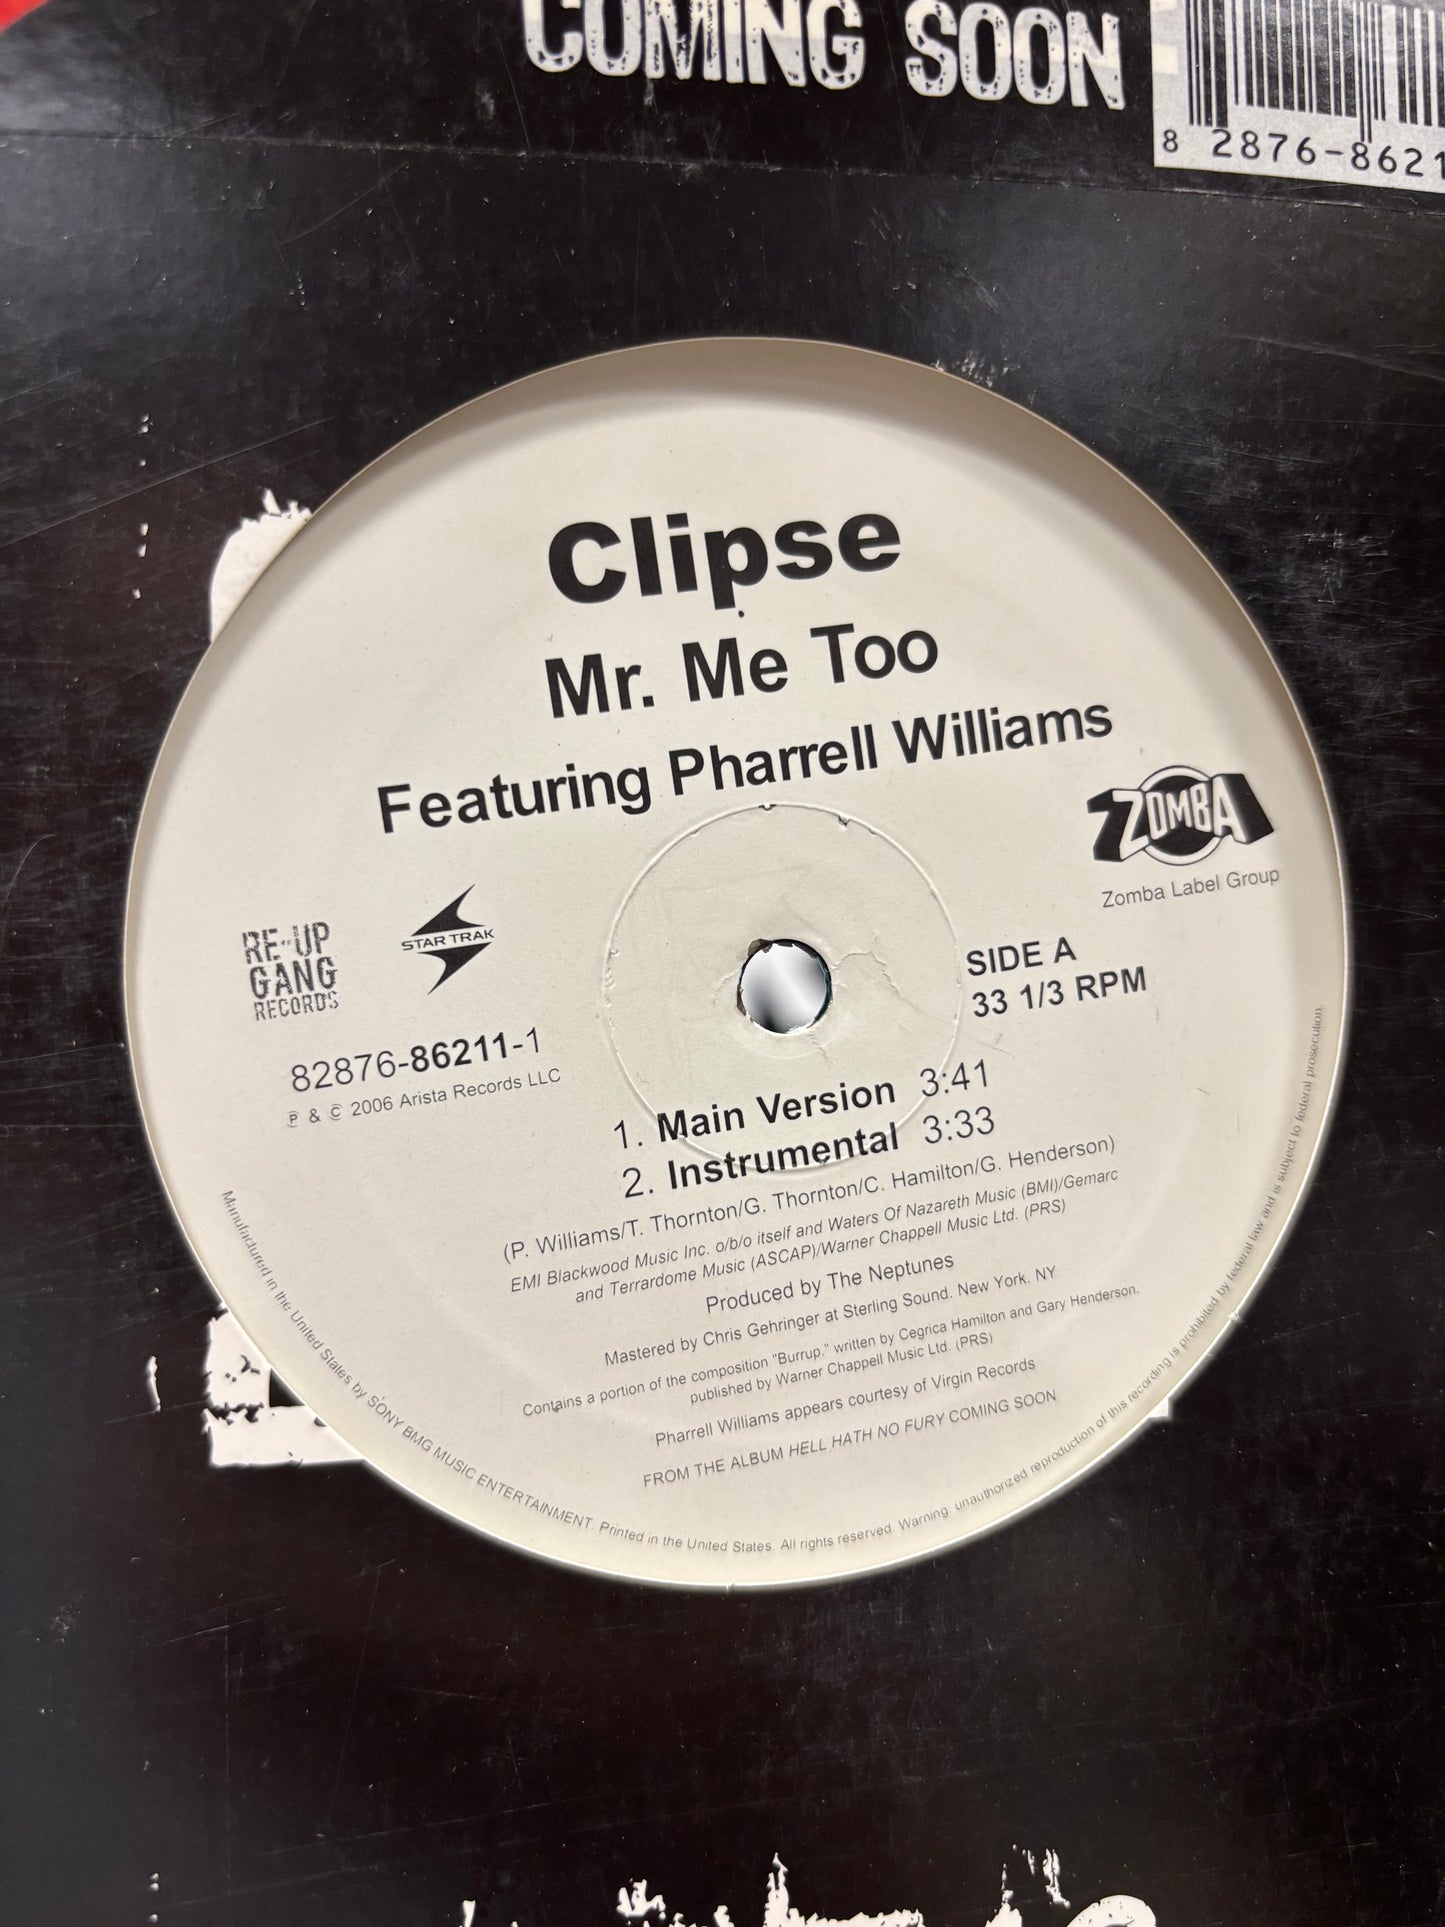 COMING SOON
8 2876-8621
Clipse
Mr. Me Too
Featuring Pharrell Williams
ZOMBA
Zomba Label Group
RE-UP
GANG
RECORDS
STAR TRAK
SIDE A
33 1/3 RPM
82876-86211-1
℗ & © 2006 Arista Records LLC
1. Main Version 3:41
2. Instrumental 3:33
(P. Williams/T. Thornton/G. Thornton/C. Hamilton/G. Henderson)
EMI Blackwood Music Inc. o/b/o itself and Waters Of Nazareth Music (BMI)/Gemarc
and Terrardome Music (ASCAP)/Warner Chappell Music Ltd. (PRS)
Produced by The Neptunes
Mastered by Chris Gehringer at Sterling Sound, New York, NY
Contains a portion of the composition "Burrup," written by Cegrica Hamilton and Gary Henderson,
published by Warner Chappell Music Ltd. (PRS)
Pharrell Williams appears courtesy of Virgin Records
FROM THE ALBUM HELL HATH NO FURY COMING SOON
Manufactured in the United States by SONY BMG MUSIC ENTERTAINMENT. Printed in the United States. All rights reserved. Warning: unauthorized reproduction of this recording is prohibited by federal law and is subject to federal prosecution